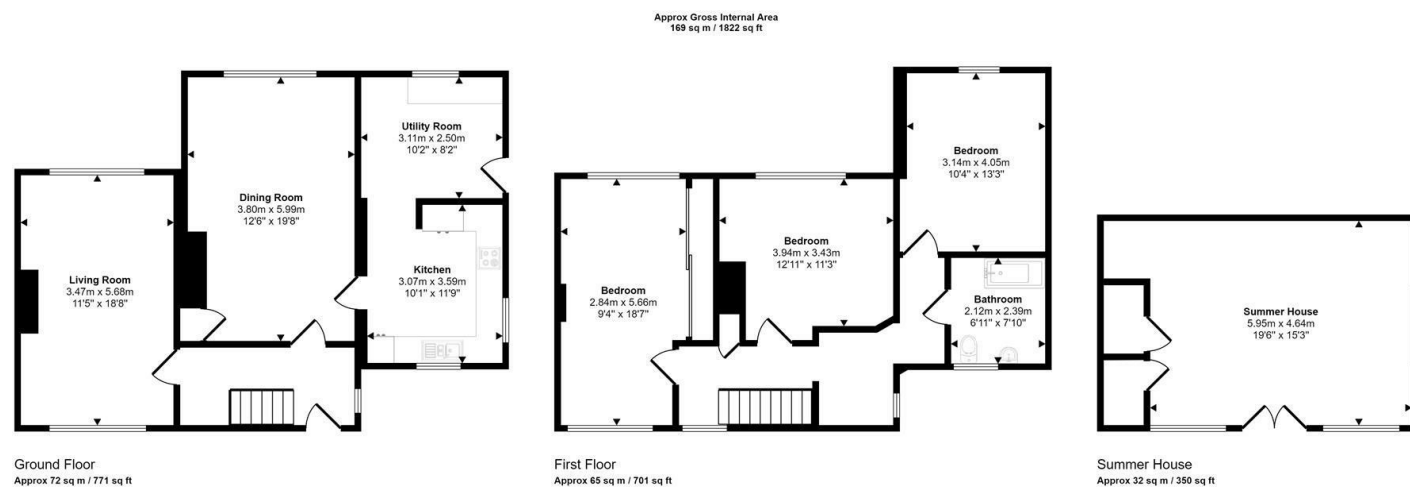 Approx Gross Internal Area
169 sq m / 1822 sq ft
Utility Room
3.11m x 2.50m
10'2" x 8'2"
Dining Room
3.80m x 5.99m
12'6" x 19'8"
Living Room
3.47m x 5.68m
11'5" x 18'8"
Kitchen
3.07m x 3.59m
10'1" x 11'9"
Ground Floor
Approx 72 sq m / 771 sq ft
Bedroom
3.14m x 4.05m
10'4" x 13'3"
Bedroom
3.94m x 3.43m
12'11" x 11'3"
Bedroom
2.84m x 5.66m
9'4" x 18'7"
Bathroom
2.12m x 2.39m
6'11" x 7'10"
First Floor
Approx 65 sq m / 701 sq ft
Summer House
5.95m x 4.64m
19'6" x 15'3"
Summer House
Approx 32 sq m / 350 sq ft